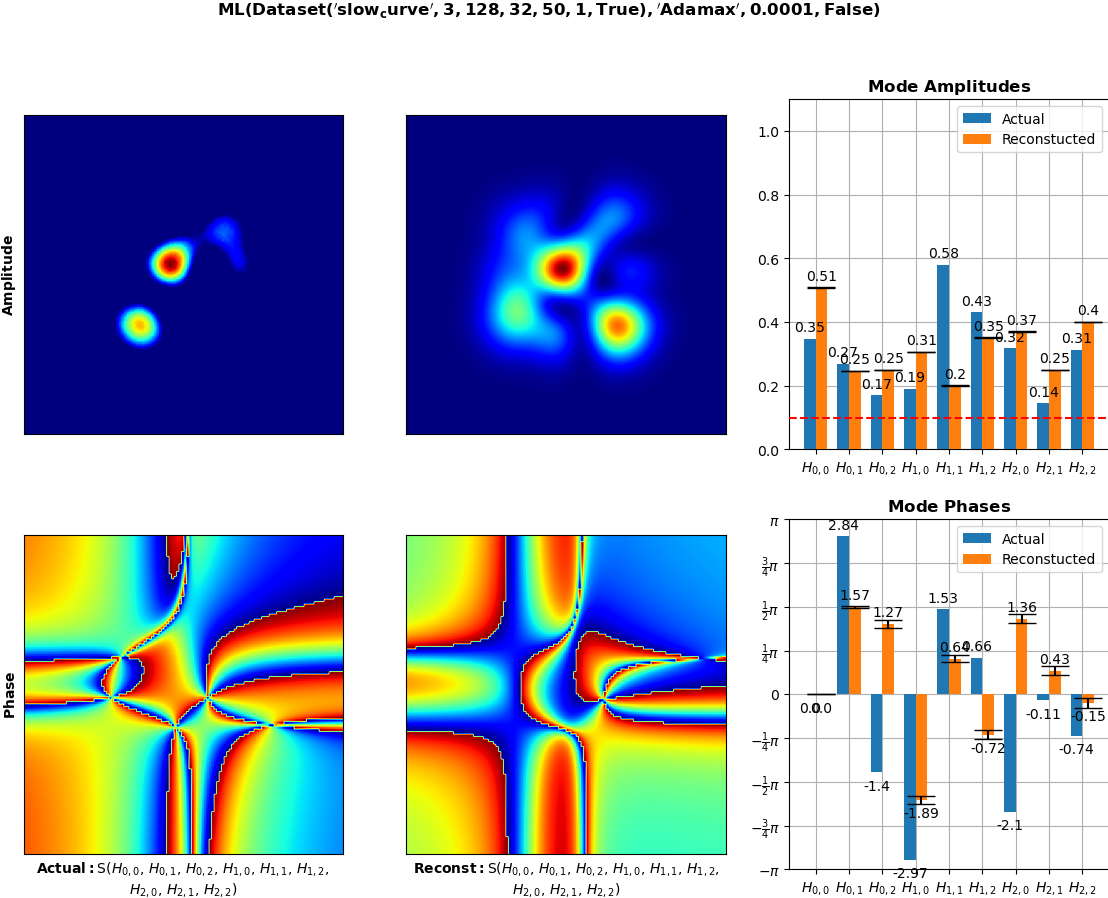 ML(Dataset('slow_curve', 3, 128, 32, 50, 1, True), 'Adamax', 0.0001, False)
Amplitude
Mode Amplitudes
Actual
Reconstucted
1.0
0.8
0.6
0.4
0.2
0.0
0.35
0.51
0.27
0.25
0.17
0.25
0.19
0.31
0.58
0.2
0.43
0.35
0.32
0.37
0.14
0.25
0.31
0.4
H0,0 H0,1 H0,2 H1,0 H1,1 H1,2 H2,0 H2,1 H2,2
Phase
Mode Phases
Actual
Reconstucted
π
3/4π
1/2π
1/4π
0
−1/4π
−1/2π
−3/4π
−π
0.0
0.0
2.84
1.57
-1.4
1.27
-2.97
-1.89
1.53
0.64
0.66
-0.72
-2.1
1.36
-0.11
0.43
-0.74
-0.15
H0,0 H0,1 H0,2 H1,0 H1,1 H1,2 H2,0 H2,1 H2,2
Actual: S(H0,0, H0,1, H0,2, H1,0, H1,1, H1,2,
H2,0, H2,1, H2,2)
Reconst: S(H0,0, H0,1, H0,2, H1,0, H1,1, H1,2,
H2,0, H2,1, H2,2)